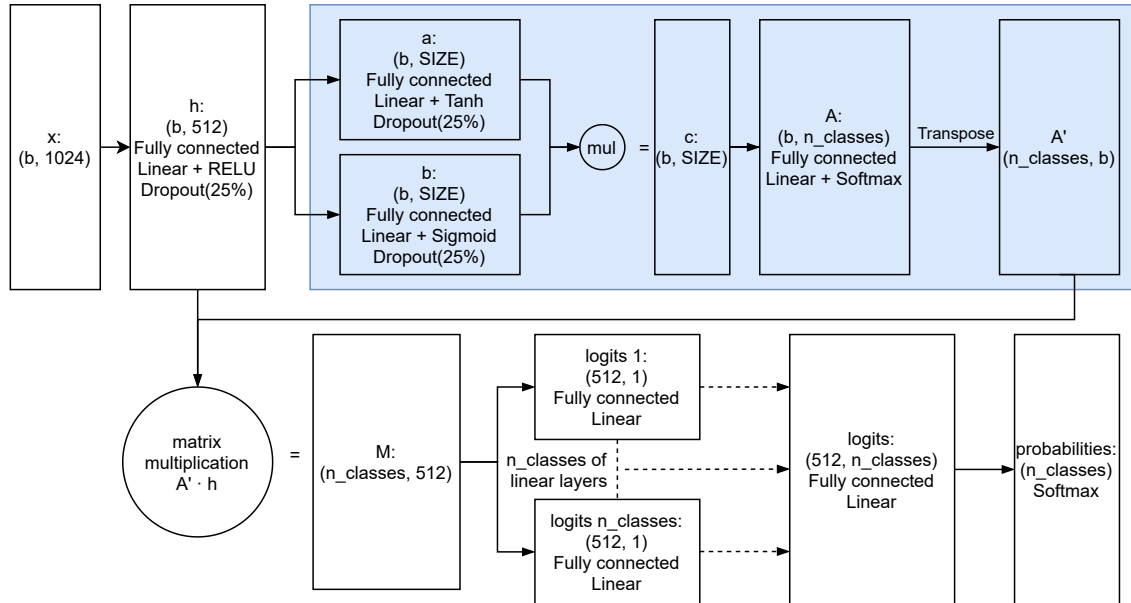 x:
(b, 1024)
h:
(b, 512)
Fully connected
Linear + RELU
Dropout(25%)
a:
(b, SIZE)
Fully connected
Linear + Tanh
Dropout(25%)
b:
(b, SIZE)
Fully connected
Linear + Sigmoid
Dropout(25%)
mul
=
c:
(b, SIZE)
A:
(b, n_classes)
Fully connected
Linear + Softmax
Transpose
A'
(n_classes, b)
matrix
multiplication
A' · h
=
M:
(n_classes, 512)
logits 1:
(512, 1)
Fully connected
Linear
n_classes of
linear layers
logits n_classes:
(512, 1)
Fully connected
Linear
logits:
(512, n_classes)
Fully connected
Linear
probabilities:
(n_classes)
Softmax